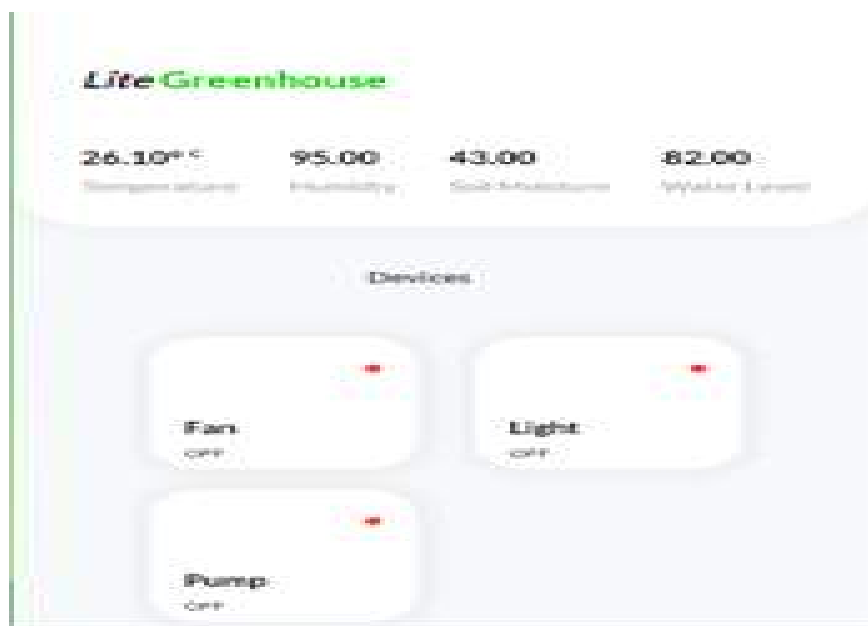 Lite Greenhouse
26.10° c 95.00 43.00 82.00
Temperature Humidity Soil Moisture Water Level
Devices
Fan Light
OFF OFF
Pump
OFF